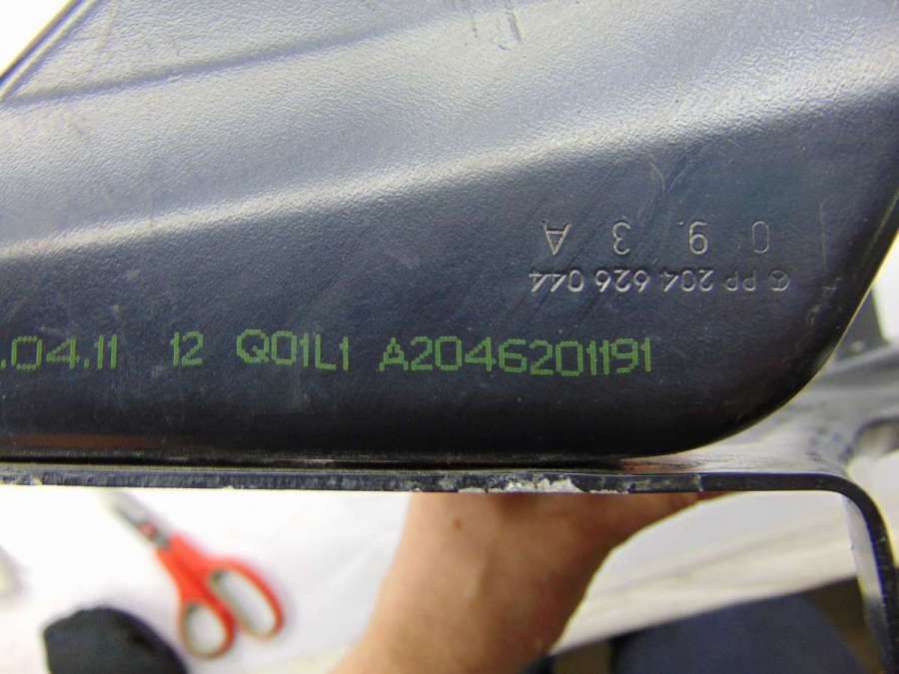 PP 204 626 044
0 9. 3 A
.04.11 12 Q01L1 A2046201191